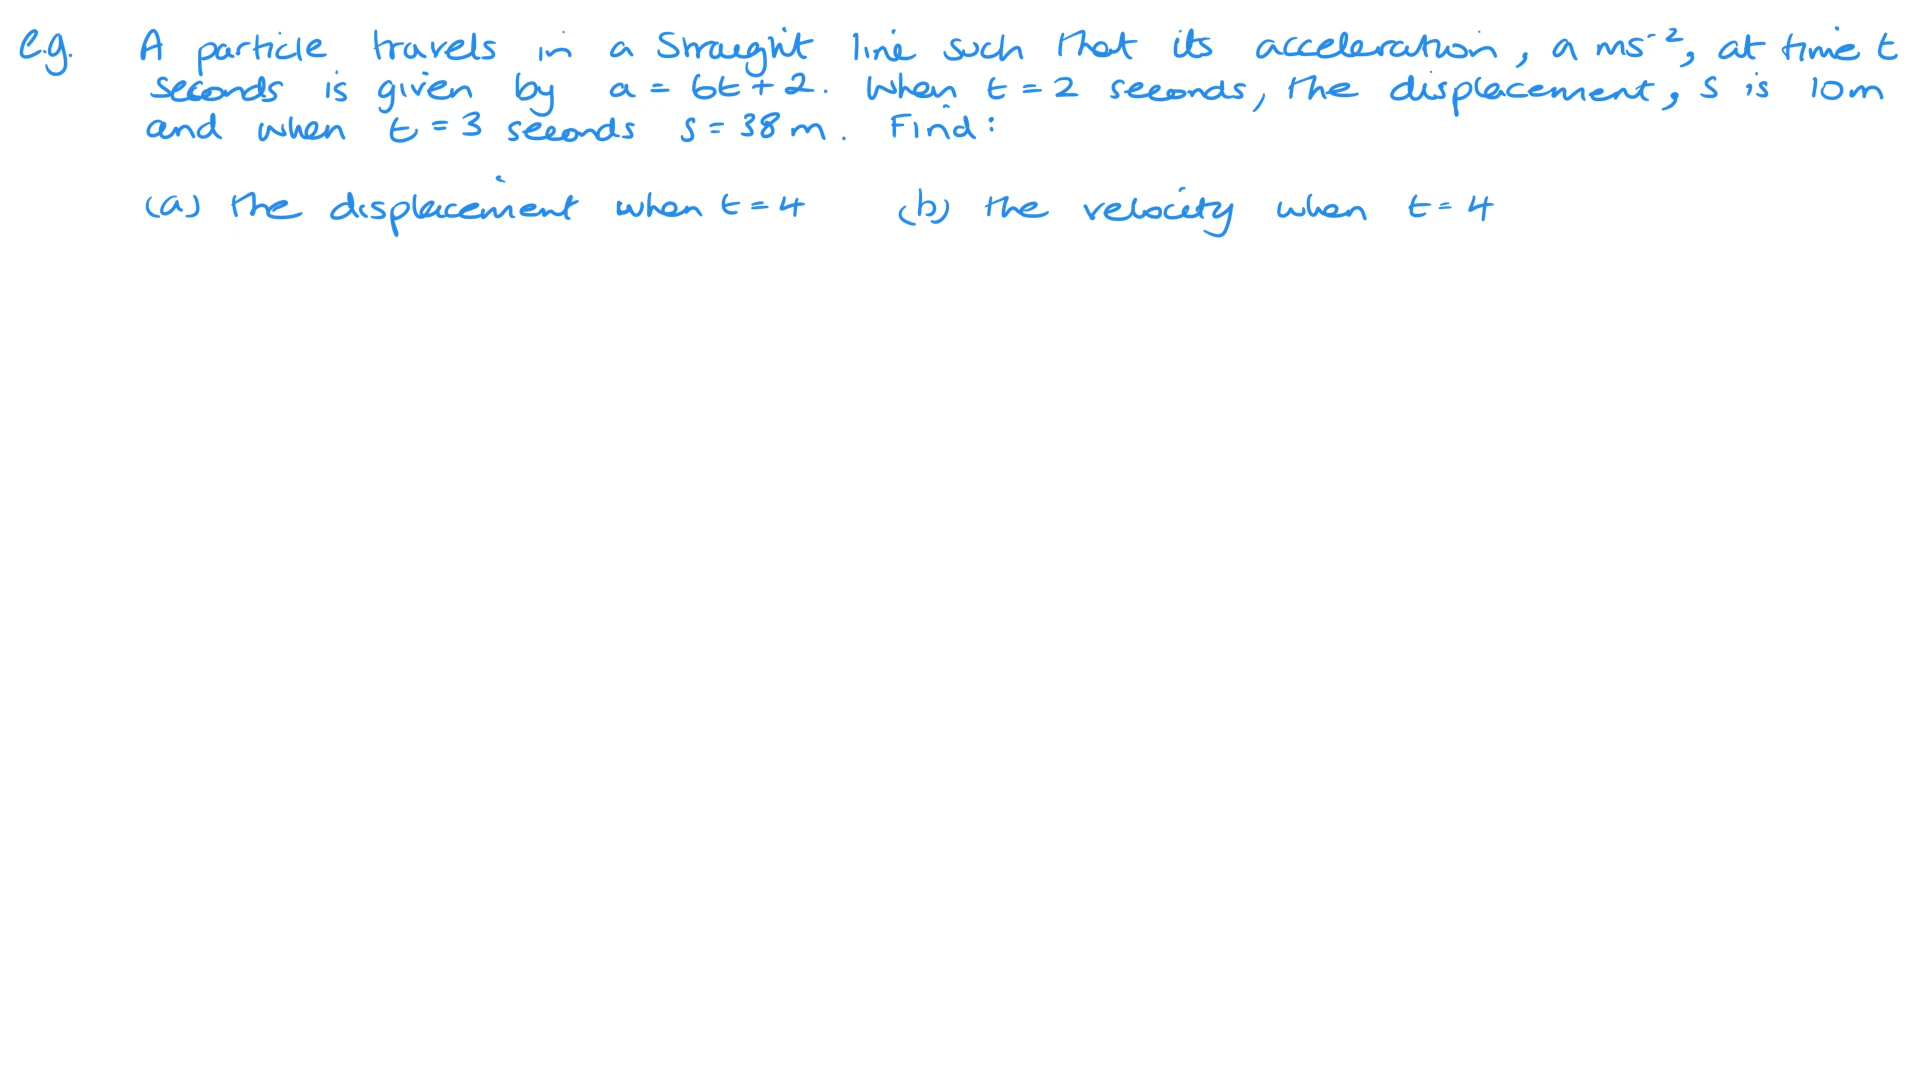 e.g. A particle travels in a straight line such that its acceleration, a ms⁻², at time t
seconds is given by a = 6t + 2. When t = 2 seconds, the displacement, s is 10m
and when t = 3 seconds s = 38 m. Find:
(a) the displacement when t = 4 (b) the velocity when t = 4